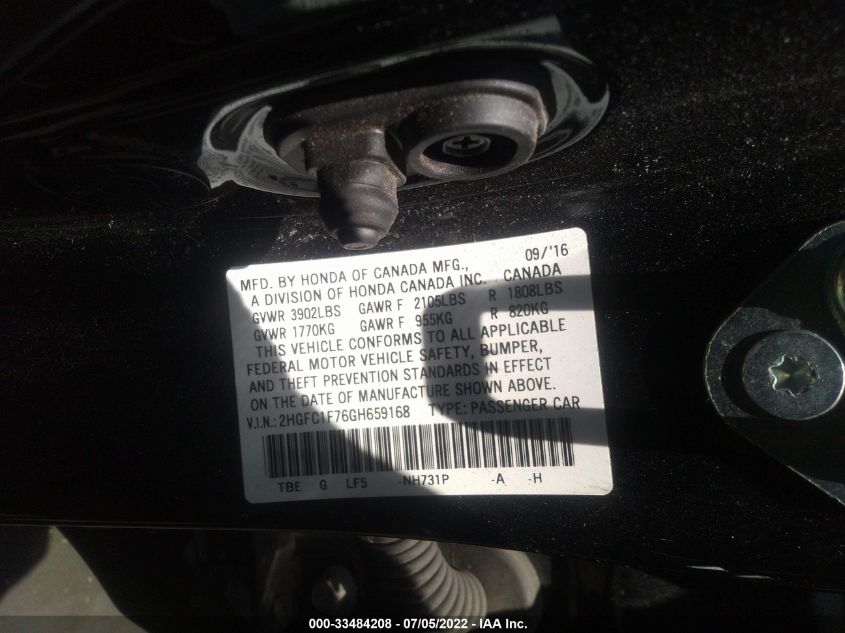 MFD. BY HONDA OF CANADA MFG., 09/'16
A DIVISION OF HONDA CANADA INC. CANADA
GVWR 3902LBS GAWR F 2105LBS R 1808LBS
GVWR 1770KG GAWR F 955KG R 820KG
THIS VEHICLE CONFORMS TO ALL APPLICABLE
FEDERAL MOTOR VEHICLE SAFETY, BUMPER,
AND THEFT PREVENTION STANDARDS IN EFFECT
ON THE DATE OF MANUFACTURE SHOWN ABOVE.
V.I.N.: 2HGFC1F76GH659168 TYPE: PASSENGER CAR
TBE G LF5 -NH731P -A -H
000-33484208 - 07/05/2022 - IAA Inc.